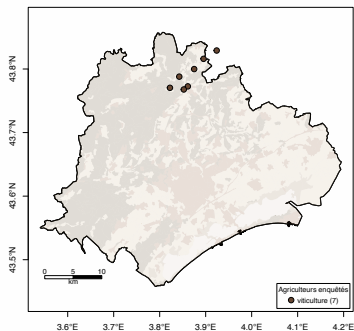 43.8°N
43.7°N
43.6°N
43.5°N
0 5 10
km
Agriculteurs enquêtés
viticulture (7)
3.6°E 3.7°E 3.8°E 3.9°E 4.0°E 4.1°E 4.2°E